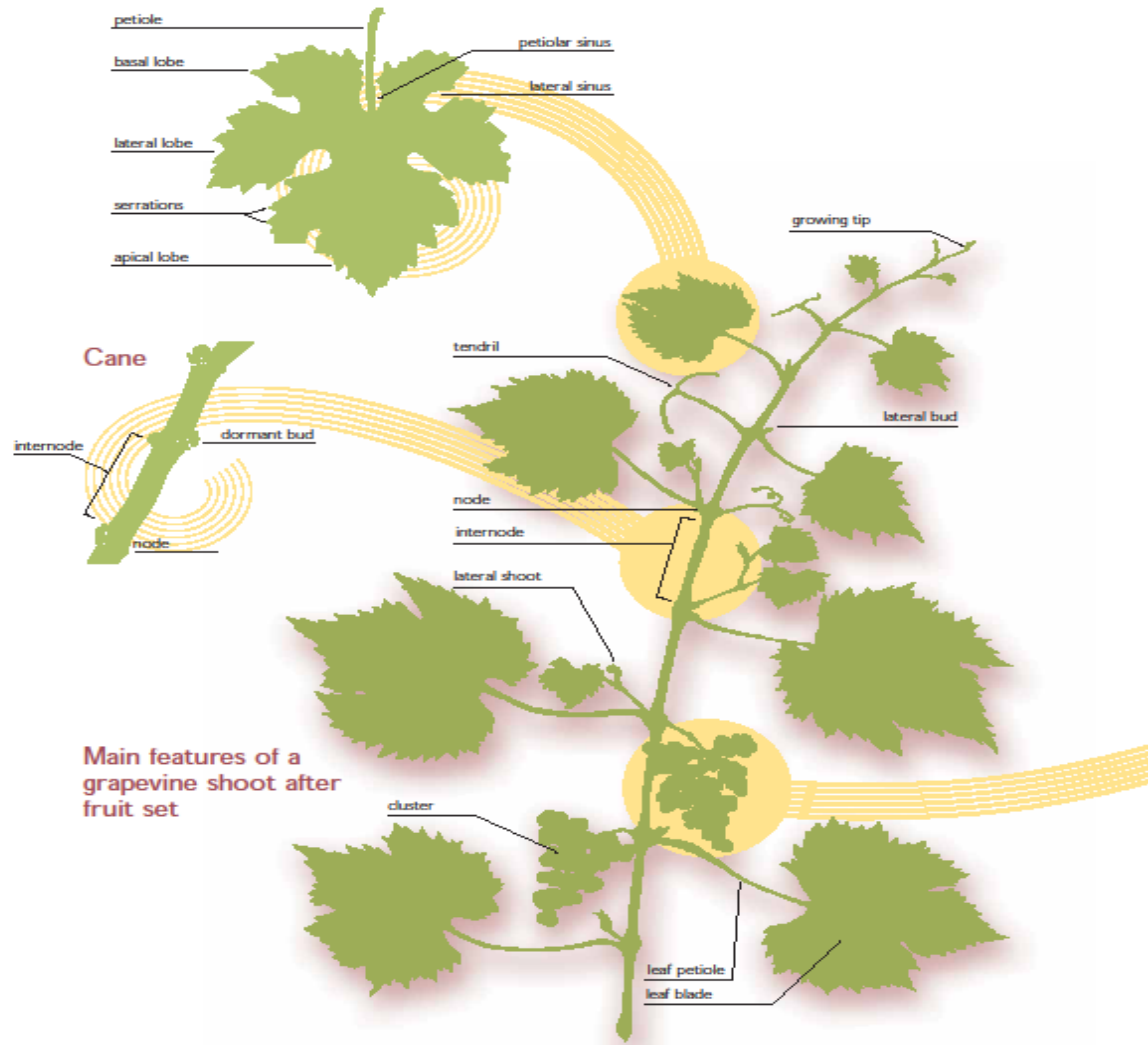 petiole
petiolar sinus
basal lobe
lateral sinus
lateral lobe
serrations
apical lobe
growing tip
Cane
tendril
lateral bud
internode
dormant bud
node
node
internode
lateral shoot
Main features of a
grapevine shoot after
fruit set
cluster
leaf petiole
leaf blade